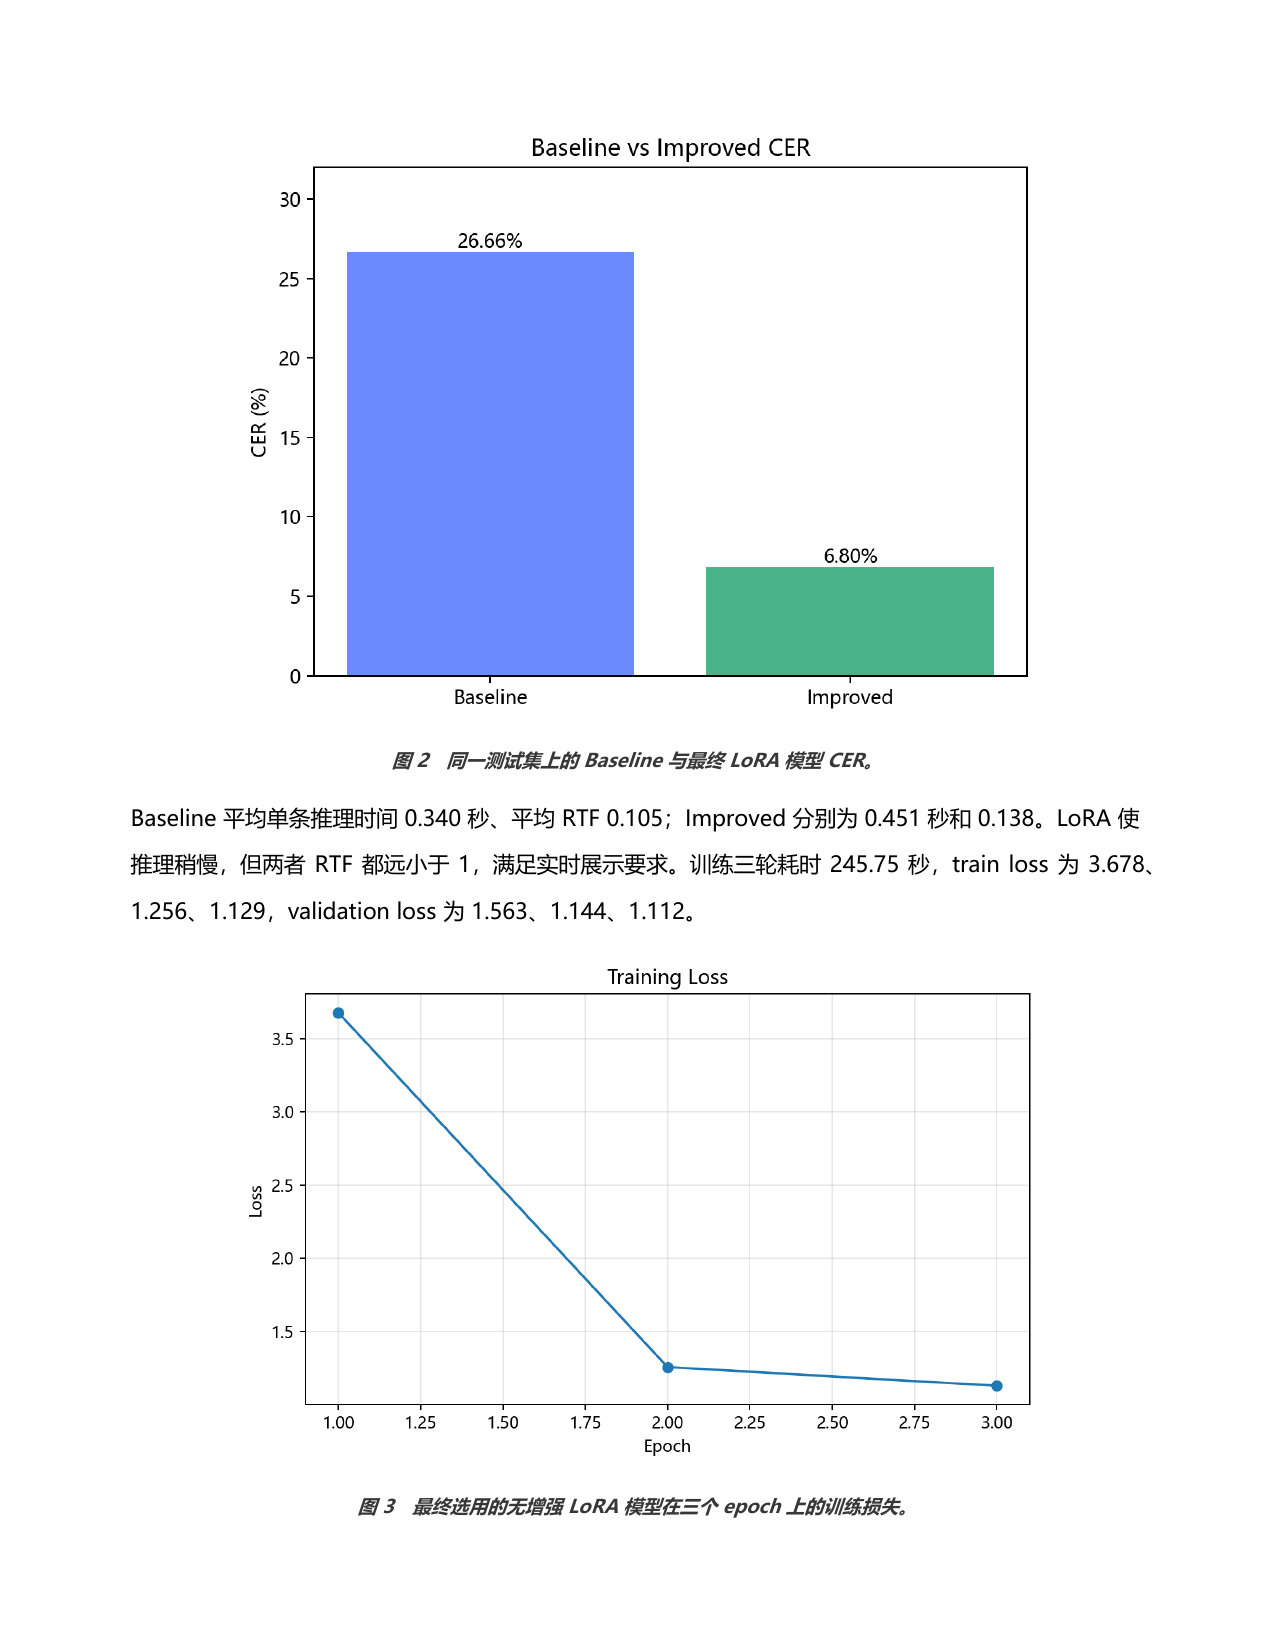 Baseline vs Improved CER
30
26.66%
25
20
CER (%)
15
10
6.80%
5
0
Baseline
Improved
图 2 同一测试集上的 Baseline 与最终 LoRA 模型 CER。
Baseline 平均单条推理时间 0.340 秒、平均 RTF 0.105；Improved 分别为 0.451 秒和 0.138。LoRA 使
推理稍慢，但两者 RTF 都远小于 1，满足实时展示要求。训练三轮耗时 245.75 秒，train loss 为 3.678、
1.256、1.129，validation loss 为 1.563、1.144、1.112。
Training Loss
3.5
3.0
2.5
Loss
2.0
1.5
1.00 1.25 1.50 1.75 2.00 2.25 2.50 2.75 3.00
Epoch
图 3 最终选用的无增强 LoRA 模型在三个 epoch 上的训练损失。